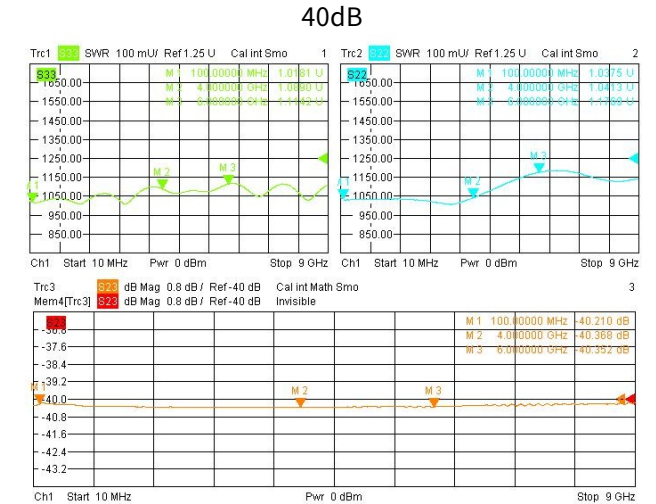 40dB
Trc1 S33 SWR 100 mU/ Ref 1.25 U Cal int Smo 1
S33
1650.00
1550.00
1450.00
1350.00
1250.00
1150.00
1050.00
950.00
850.00
M 1 100.00000 MHz 1.0181 U
M 2 4.000000 GHz
M 2
M 3
Ch1 Start 10 MHz Pwr 0 dBm Stop 9 GHz
Trc2 S22 SWR 100 mU/ Ref 1.25 U Cal int Smo 2
S22
1650.00
1550.00
1450.00
1350.00
1250.00
1150.00
1050.00
950.00
850.00
M 1 100.00000 MHz 1.0375 U
M 2 4.000000 GHz 1.0413 U
M 2
M 3
Ch1 Start 10 MHz Pwr 0 dBm Stop 9 GHz
Trc3 S23 dB Mag 0.8 dB / Ref -40 dB Cal int Math Smo 3
Mem4[Trc3] S23 dB Mag 0.8 dB / Ref -40 dB Invisible
S23
-36.8
-37.6
-38.4
-39.2
-40.0
-40.8
-41.6
-42.4
-43.2
M 1 100.00000 MHz -40.210 dB
M 2 4.000000 GHz -40.368 dB
M 3 6.000000 GHz -40.352 dB
M 1
M 2
M 3
Ch1 Start 10 MHz Pwr 0 dBm Stop 9 GHz